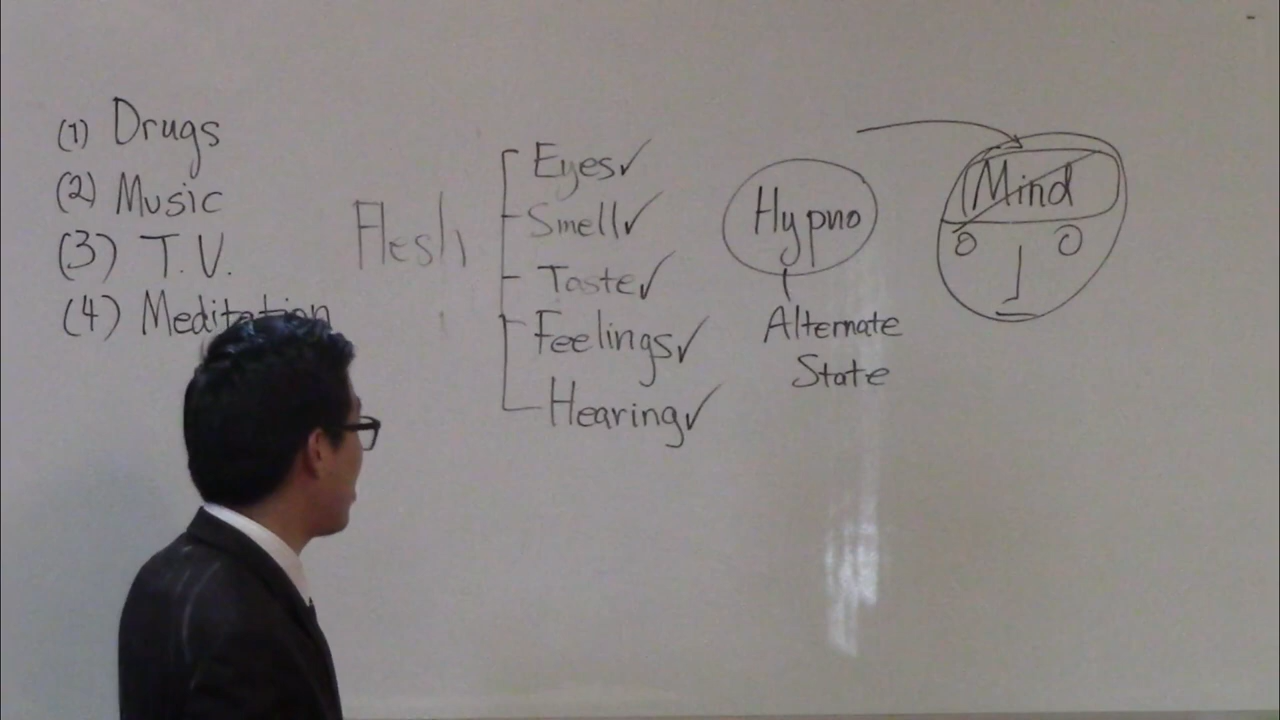 (1) Drugs
(2) Music
(3) T.V.
(4) Meditation
Flesh
Eyes✓
Smell✓
Taste✓
Feelings✓
Hearing✓
Hypno
Alternate
State
Mind